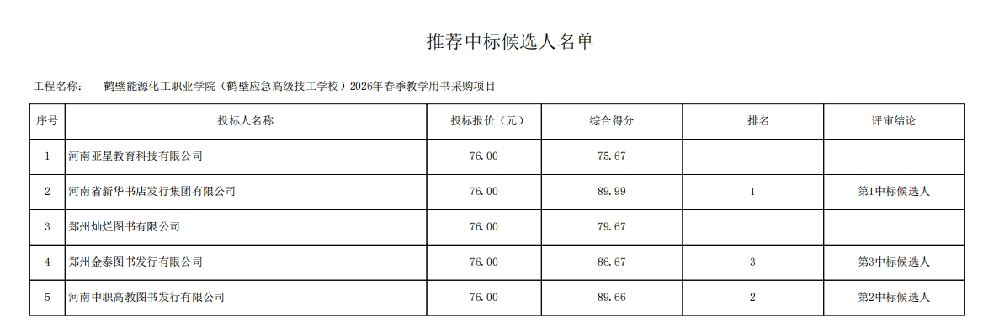 推荐中标候选人名单
工程名称： 鹤壁能源化工职业学院（鹤壁应急高级技工学校）2026年春季教学用书采购项目
序号 投标人名称 投标报价（元） 综合得分 排名 评审结论
1 河南亚星教育科技有限公司 76.00 75.67
2 河南省新华书店发行集团有限公司 76.00 89.99 1 第1中标候选人
3 郑州灿烂图书有限公司 76.00 79.67
4 郑州金泰图书发行有限公司 76.00 86.67 3 第3中标候选人
5 河南中职高教图书发行有限公司 76.00 89.66 2 第2中标候选人